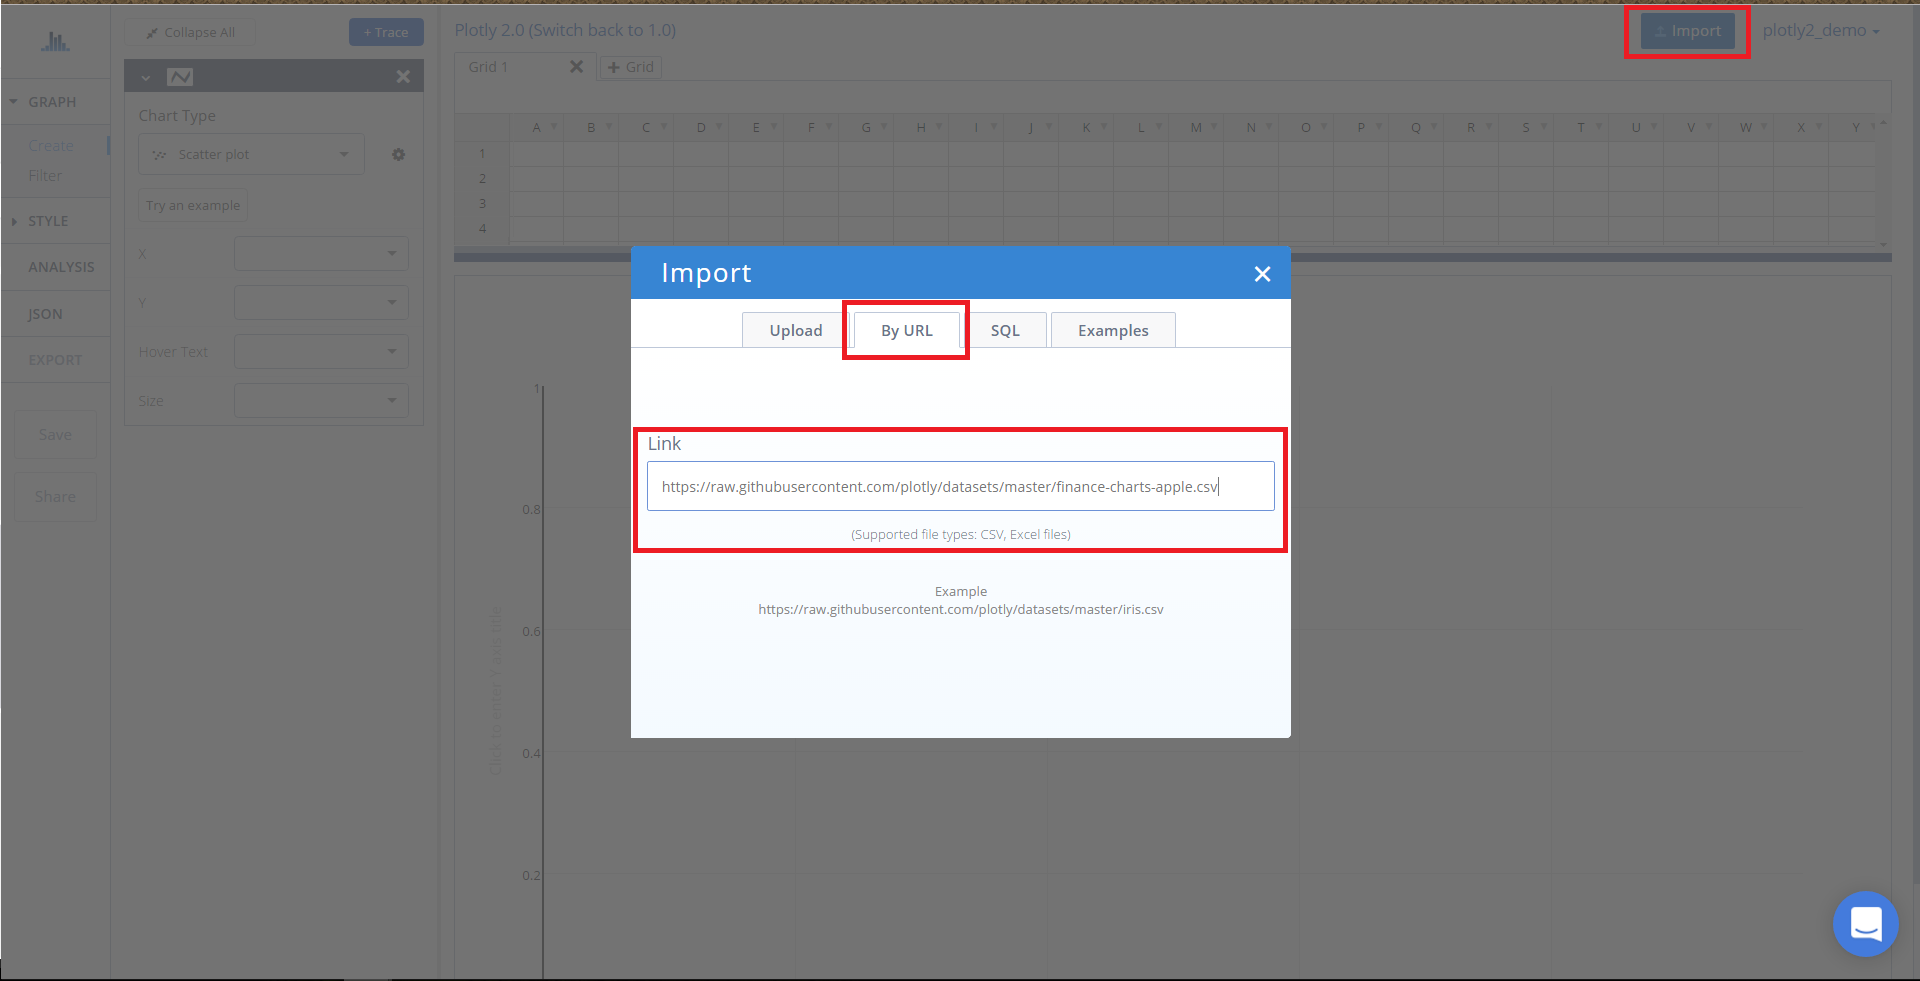 Collapse All
+ Trace
Plotly 2.0 (Switch back to 1.0)
Import
plotly2_demo
Grid 1
+ Grid
GRAPH
Create
Filter
STYLE
ANALYSIS
JSON
EXPORT
Save
Share
Chart Type
Scatter plot
Try an example
X
Y
Hover Text
Size
A B C D E F G H I J K L M N O P Q R S T U V W X Y
1
2
3
4
Import
Upload
By URL
SQL
Examples
Link
https://raw.githubusercontent.com/plotly/datasets/master/finance-charts-apple.csv
(Supported file types: CSV, Excel files)
Example
https://raw.githubusercontent.com/plotly/datasets/master/iris.csv
1
0.8
0.6
0.4
0.2
Click to enter Y axis title